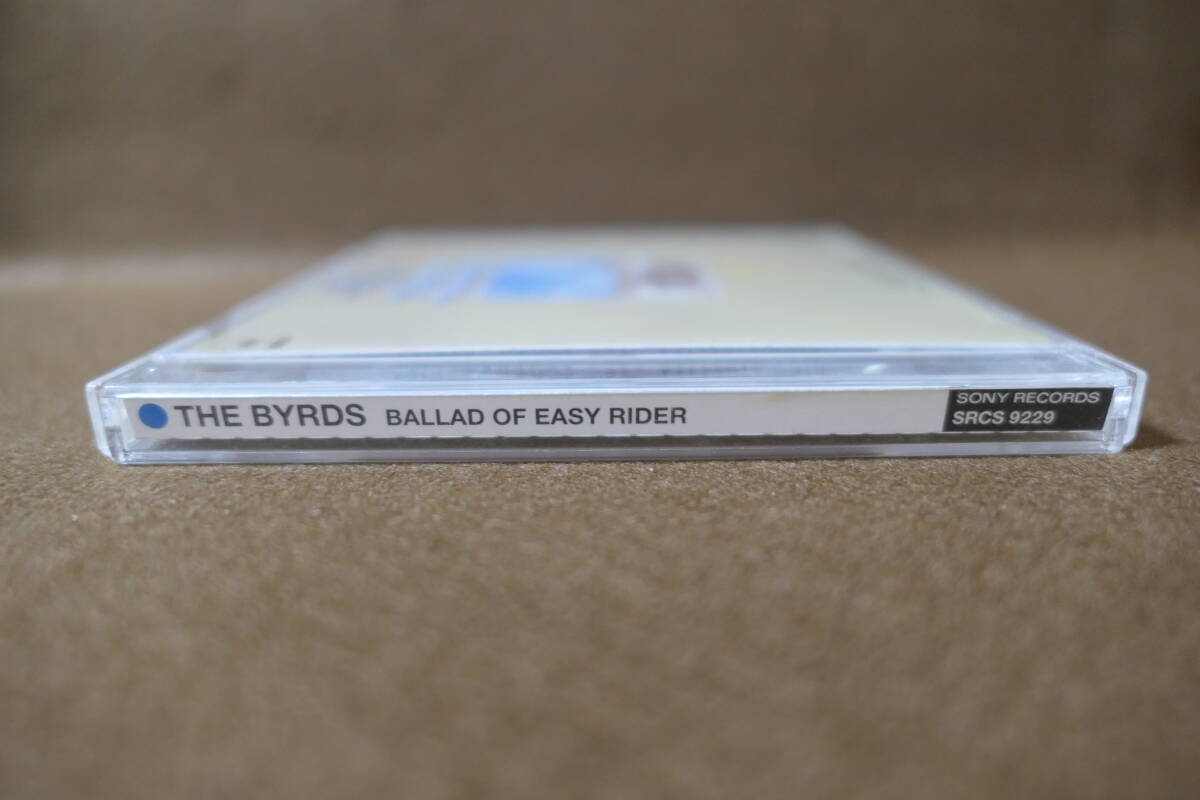 THE BYRDS BALLAD OF EASY RIDER
SONY RECORDS
SRCS 9229